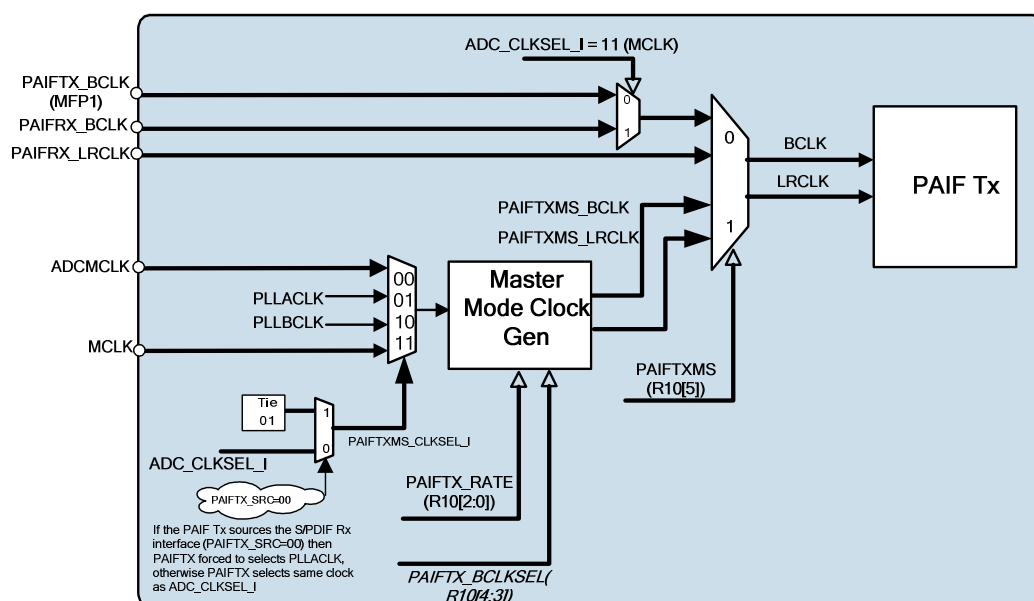 ADC_CLKSEL_I = 11 (MCLK)
PAIFTX_BCLK
(MFP1)
0
PAIFRX_BCLK
1
0
BCLK
PAIFRX_LRCLK
LRCLK
PAIF Tx
PAIFTXMS_BCLK
1
PAIFTXMS_LRCLK
ADCMCLK
00
Master
Mode Clock
Gen
PLLACLK
01
PLLBCLK
10
MCLK
11
PAIFTXMS
(R10[5])
Tie
01
1
PAIFTXMS_CLKSEL_I
0
ADC_CLKSEL_I
PAIFTX_SRC=00
PAIFTX_RATE
(R10[2:0])
If the PAIF Tx sources the S/PDIF Rx
interface (PAIFTX_SRC=00) then
PAIFTX forced to selects PLLACLK,
otherwise PAIFTX selects same clock
as ADC_CLKSEL_I
PAIFTX_BCLKSEL(
R10[4:3])